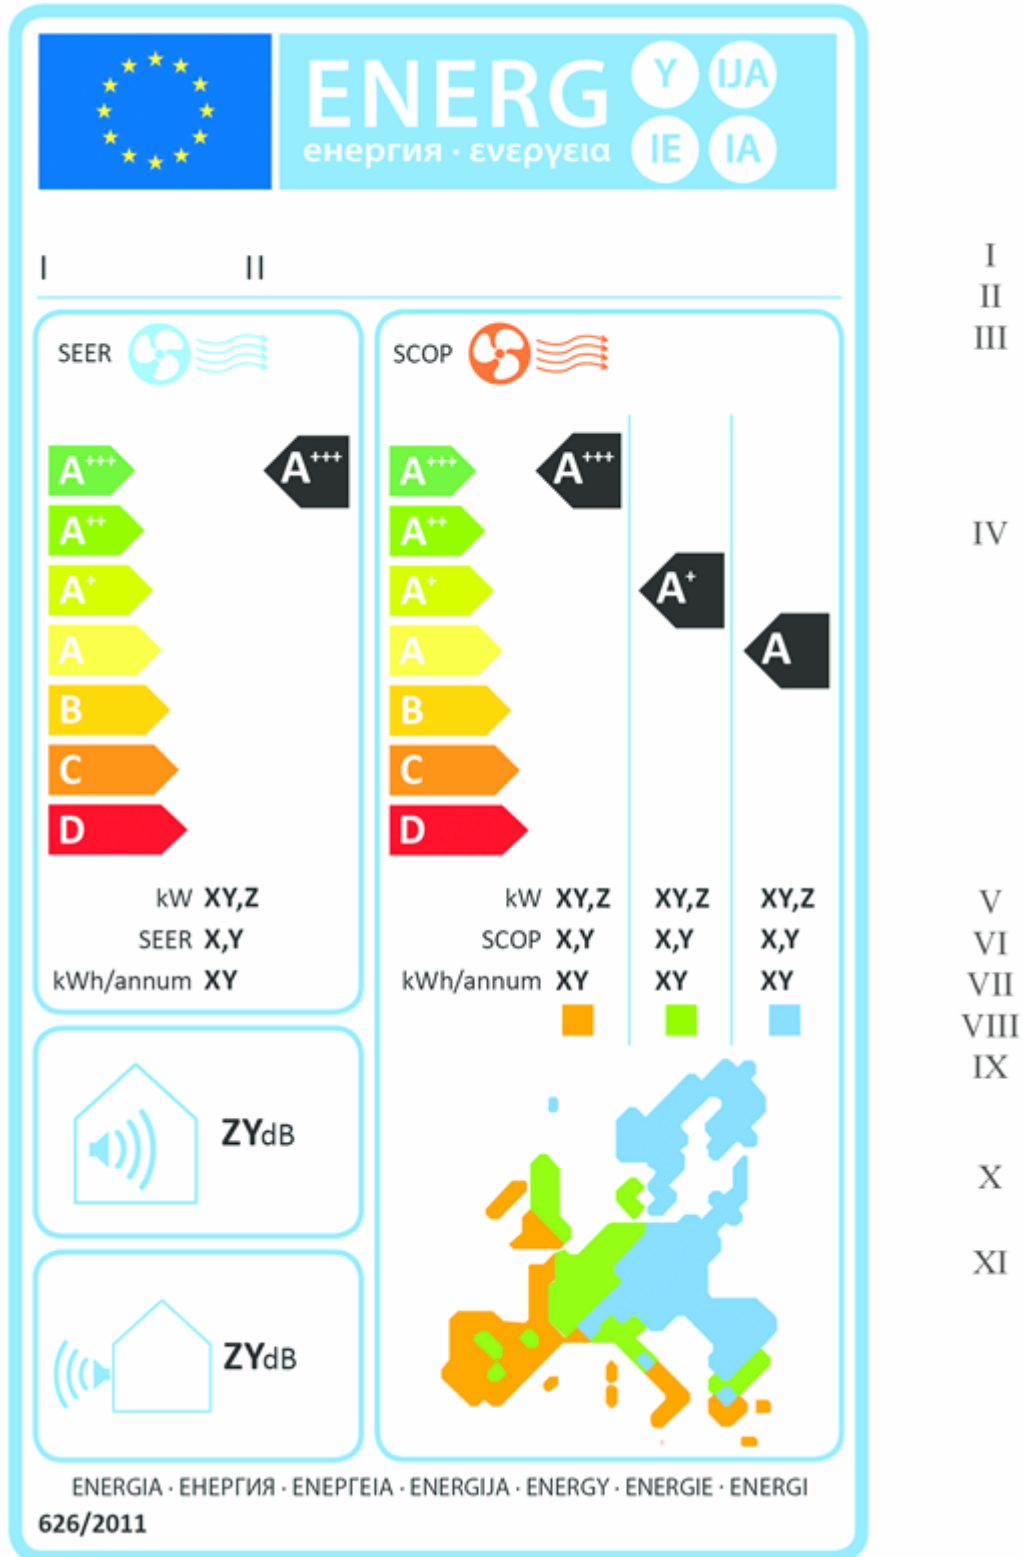 ENERG Y IJA
енергия · ενεργεια IE IA
I II
I
II
III
SEER SCOP
A+++ A+++ A+++ A+++
A++ A++
IV
A+ A+ A+
A A A
B B
C C
D D
kW XY,Z kW XY,Z XY,Z XY,Z V
SEER X,Y SCOP X,Y X,Y X,Y VI
kWh/annum XY kWh/annum XY XY XY VII
VIII
IX
ZYdB
X
XI
ZYdB
ENERGIA · ЕНЕРГИЯ · ΕΝΕΡΓΕΙΑ · ENERGIJA · ENERGY · ENERGIE · ENERGI
626/2011